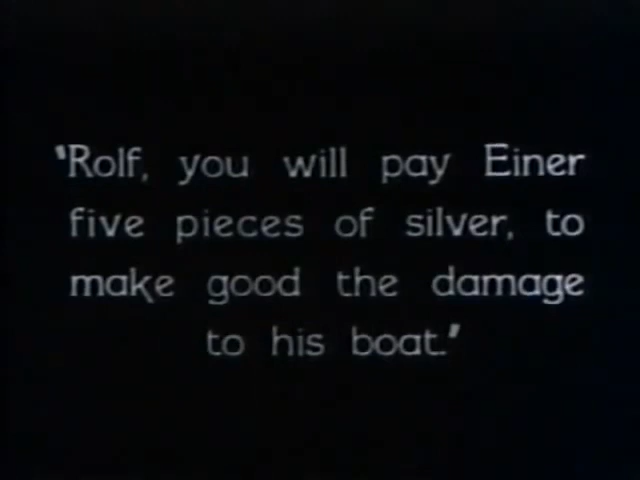 "Rolf, you will pay Einer
five pieces of silver, to
make good the damage
to his boat."